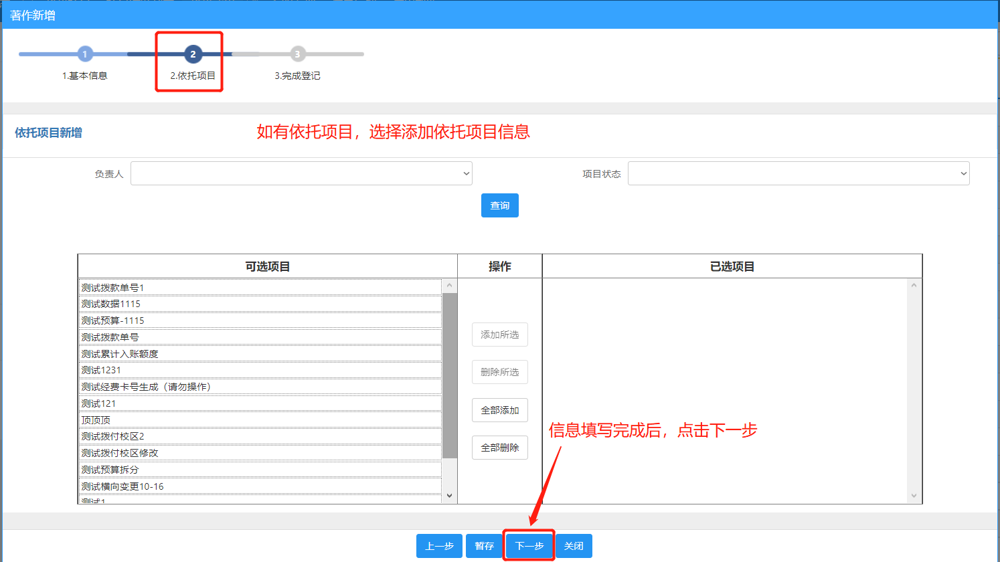 著作新增
1 2 3
1.基本信息 2.依托项目 3.完成登记
依托项目新增 如有依托项目，选择添加依托项目信息
负责人 项目状态
查询
可选项目 操作 已选项目
测试拨款单号1
测试数据1115
测试预算-1115
测试拨款单号
测试累计入账额度
测试1231
测试经费卡号生成（请勿操作）
测试121
顶顶顶
测试拨付校区2
测试拨付校区修改
测试预算拆分
测试横向变更10-16
测试1
添加所选
删除所选
全部添加
全部删除
信息填写完成后，点击下一步
上一步 暂存 下一步 关闭